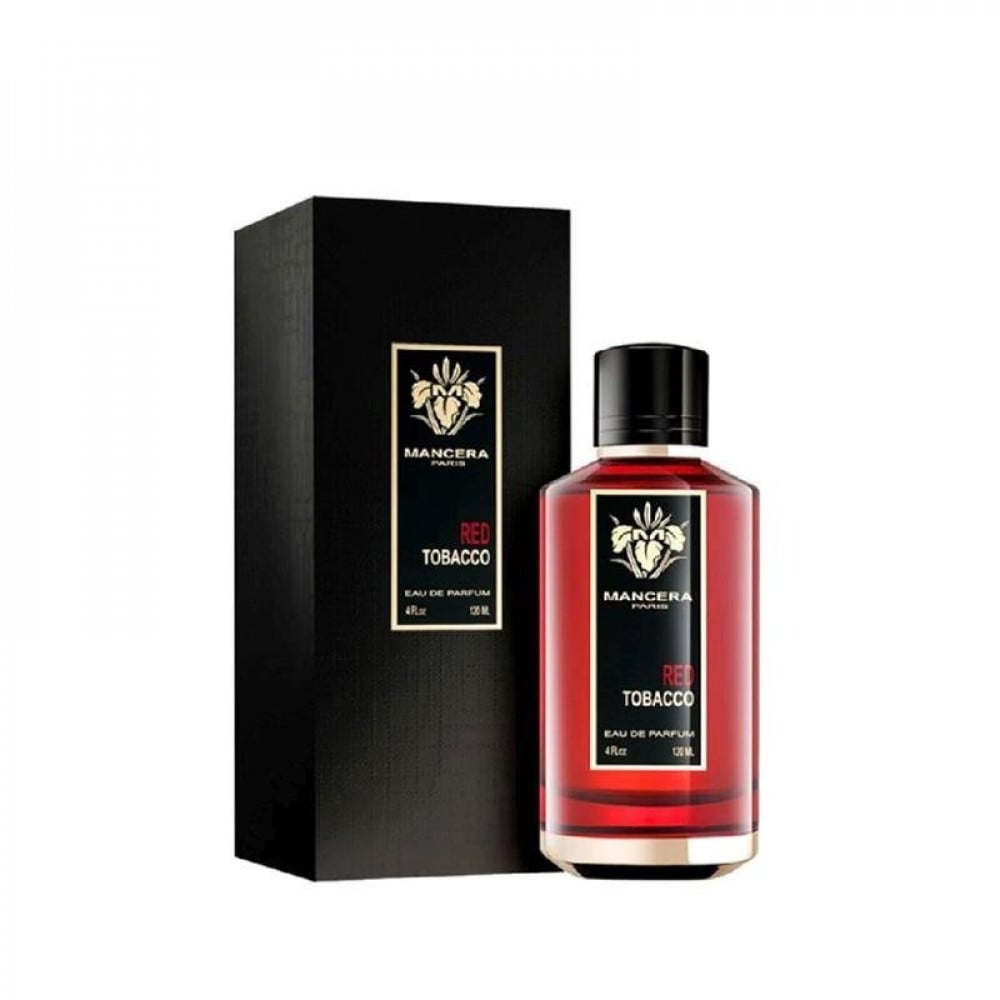 MANCERA
PARIS
RED
TOBACCO
EAU DE PARFUM
4 Fl.oz 120 ML
MANCERA
PARIS
RED
TOBACCO
EAU DE PARFUM
4 Fl.oz 120 ML